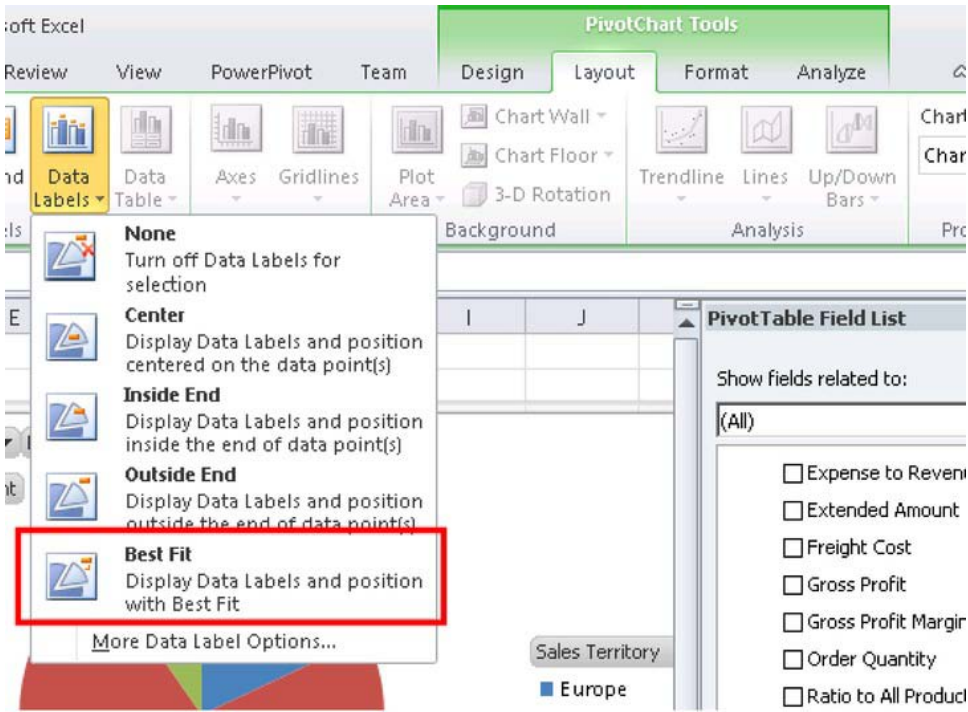 soft Excel
PivotChart Tools
Review View PowerPivot Team Design Layout Format Analyze
Chart Wall
Chart Floor
3-D Rotation
nd Data Labels
Data Table
Axes Gridlines
Plot Area
Trendline Lines Up/Down Bars
Chart
Char
els Background Analysis Pro
None
Turn off Data Labels for
selection
Center
Display Data Labels and position
centered on the data point(s)
Inside End
Display Data Labels and position
inside the end of data point(s)
Outside End
Display Data Labels and position
outside the end of data point(s)
Best Fit
Display Data Labels and position
with Best Fit
More Data Label Options...
E I J
PivotTable Field List
Show fields related to:
(All)
Expense to Revenu
Extended Amount
Freight Cost
Gross Profit
Gross Profit Margin
Order Quantity
Ratio to All Product
Sales Territory
Europe